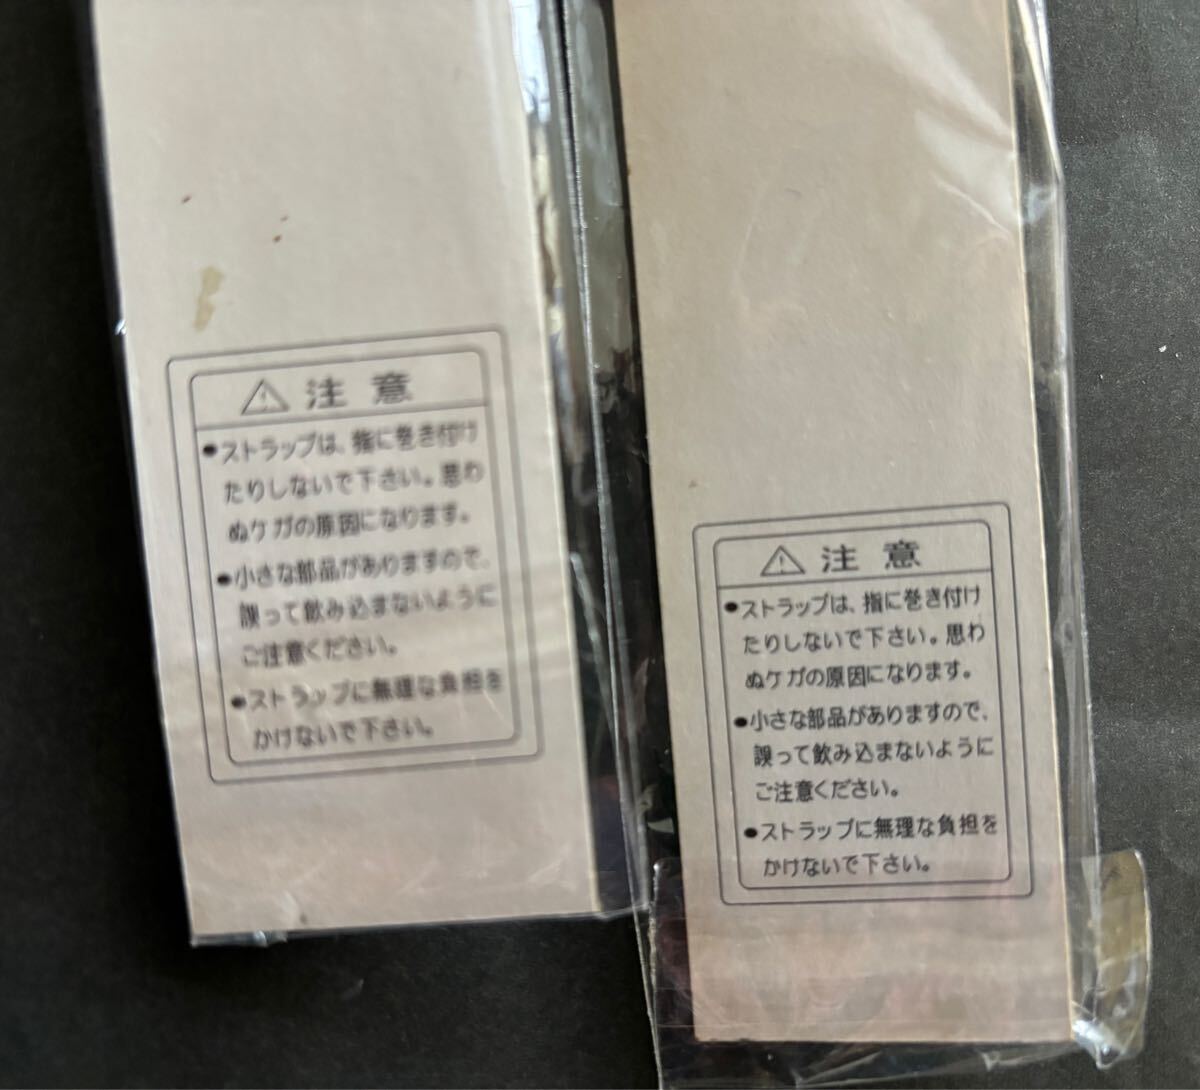 ⚠ 注意
●ストラップは、指に巻き付け
たりしないで下さい。思わ
ぬケガの原因になります。
●小さな部品がありますので、
誤って飲み込まないように
ご注意ください。
●ストラップに無理な負担を
かけないで下さい。
⚠ 注意
●ストラップは、指に巻き付け
たりしないで下さい。思わ
ぬケガの原因になります。
●小さな部品がありますので、
誤って飲み込まないように
ご注意ください。
●ストラップに無理な負担を
かけないで下さい。